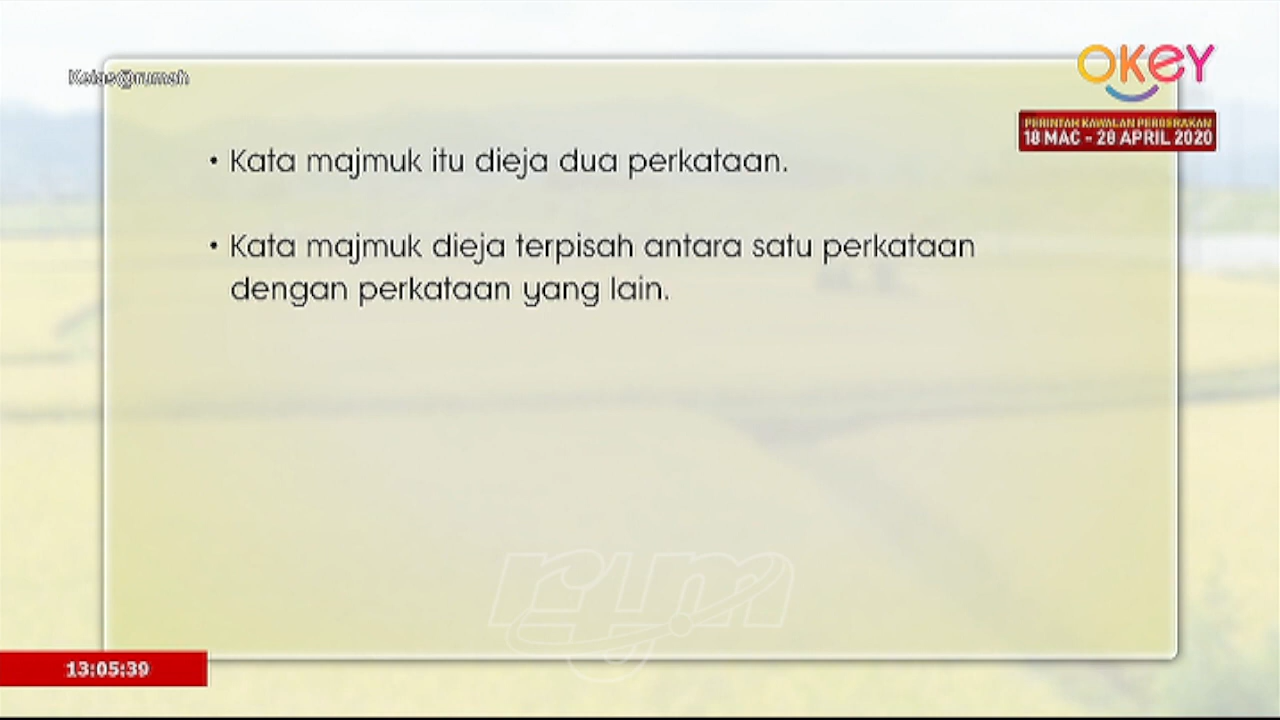 OKEY
Kelas@rumah
PERINTAH KAWALAN PERGERAKAN
18 MAC - 28 APRIL 2020
• Kata majmuk itu dieja dua perkataan.
• Kata majmuk dieja terpisah antara satu perkataan
dengan perkataan yang lain.
rtm
13:05:39